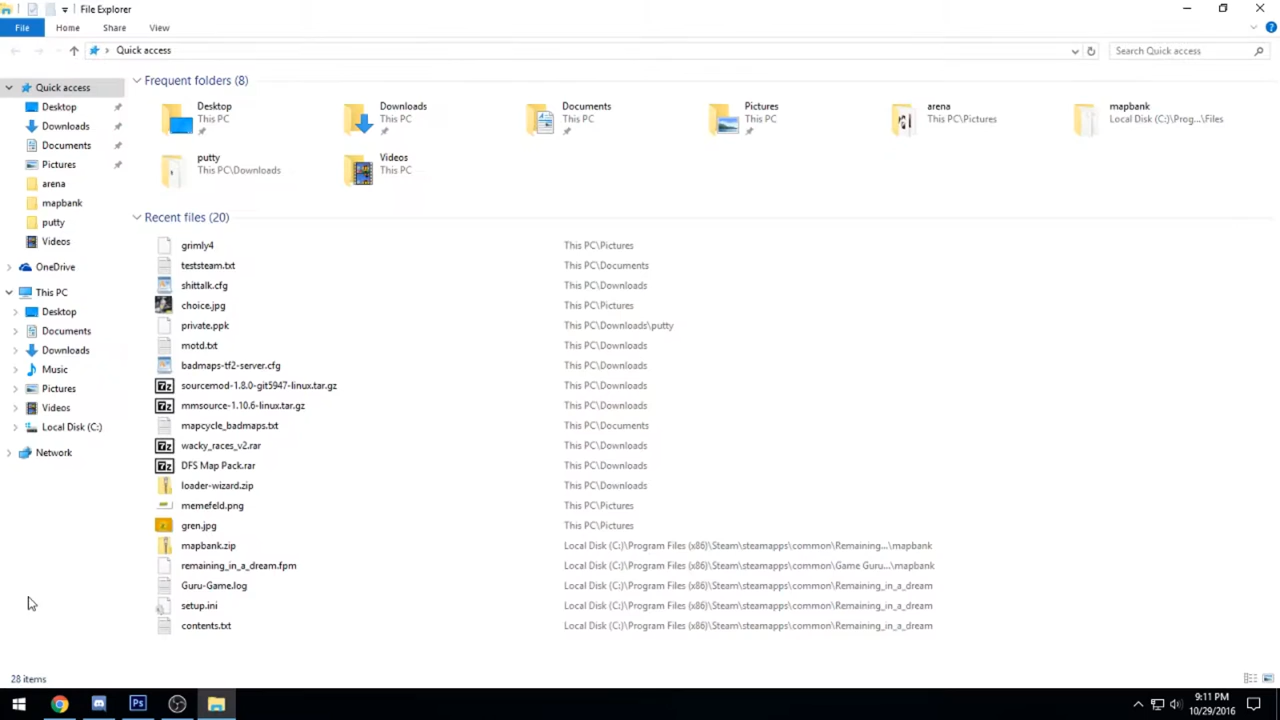 File Explorer
File Home Share View
Quick access Search Quick access
Quick access
Desktop
Downloads
Documents
Pictures
arena
mapbank
putty
Videos
OneDrive
This PC
Desktop
Documents
Downloads
Music
Pictures
Videos
Local Disk (C:)
Network
Frequent folders (8)
Desktop
This PC
Downloads
This PC
Documents
This PC
Pictures
This PC
arena
This PC\Pictures
mapbank
Local Disk (C:)\Prog...\Files
putty
This PC\Downloads
Videos
This PC
Recent files (20)
grimly4 This PC\Pictures
teststeam.txt This PC\Documents
shittalk.cfg This PC\Downloads
choice.jpg This PC\Pictures
private.ppk This PC\Downloads\putty
motd.txt This PC\Downloads
badmaps-tf2-server.cfg This PC\Downloads
7z sourcemod-1.8.0-git5947-linux.tar.gz This PC\Downloads
7z mmsource-1.10.6-linux.tar.gz This PC\Downloads
mapcycle_badmaps.txt This PC\Documents
7z wacky_races_v2.rar This PC\Downloads
7z DFS Map Pack.rar This PC\Downloads
loader-wizard.zip This PC\Downloads
memefeld.png This PC\Pictures
gren.jpg This PC\Pictures
mapbank.zip Local Disk (C:)\Program Files (x86)\Steam\steamapps\common\Remaining...\mapbank
remaining_in_a_dream.fpm Local Disk (C:)\Program Files (x86)\Steam\steamapps\common\Game Guru...\mapbank
Guru-Game.log Local Disk (C:)\Program Files (x86)\Steam\steamapps\common\Remaining_in_a_dream
setup.ini Local Disk (C:)\Program Files (x86)\Steam\steamapps\common\Remaining_in_a_dream
contents.txt Local Disk (C:)\Program Files (x86)\Steam\steamapps\common\Remaining_in_a_dream
28 items
Ps
9:11 PM
10/29/2016